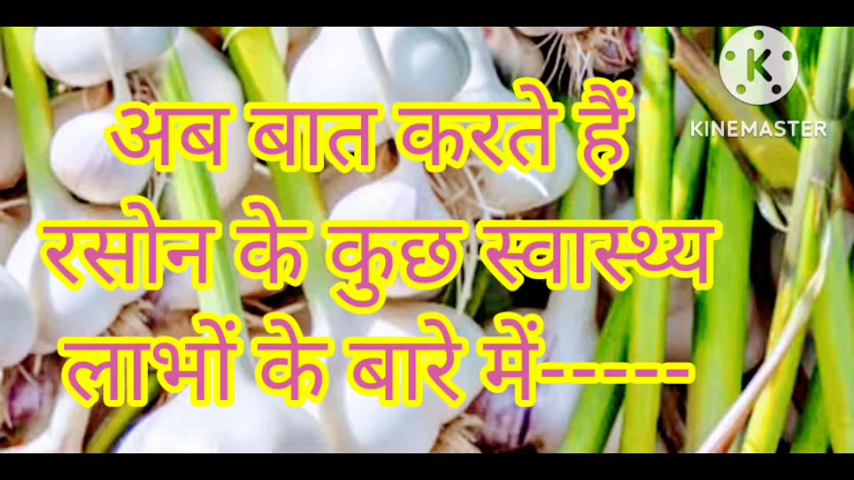 KINEMASTER
अब बात करते हैं
रसोन के कुछ स्वास्थ्य
लाभों के बारे में-----